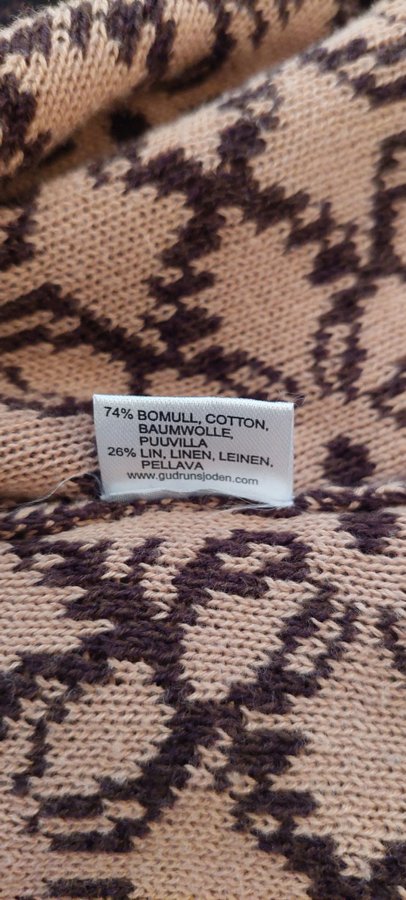 74% BOMULL, COTTON,
BAUMWOLLE,
PUUVILLA
26% LIN, LINEN, LEINEN,
PELLAVA
www.gudrunsjoden.com